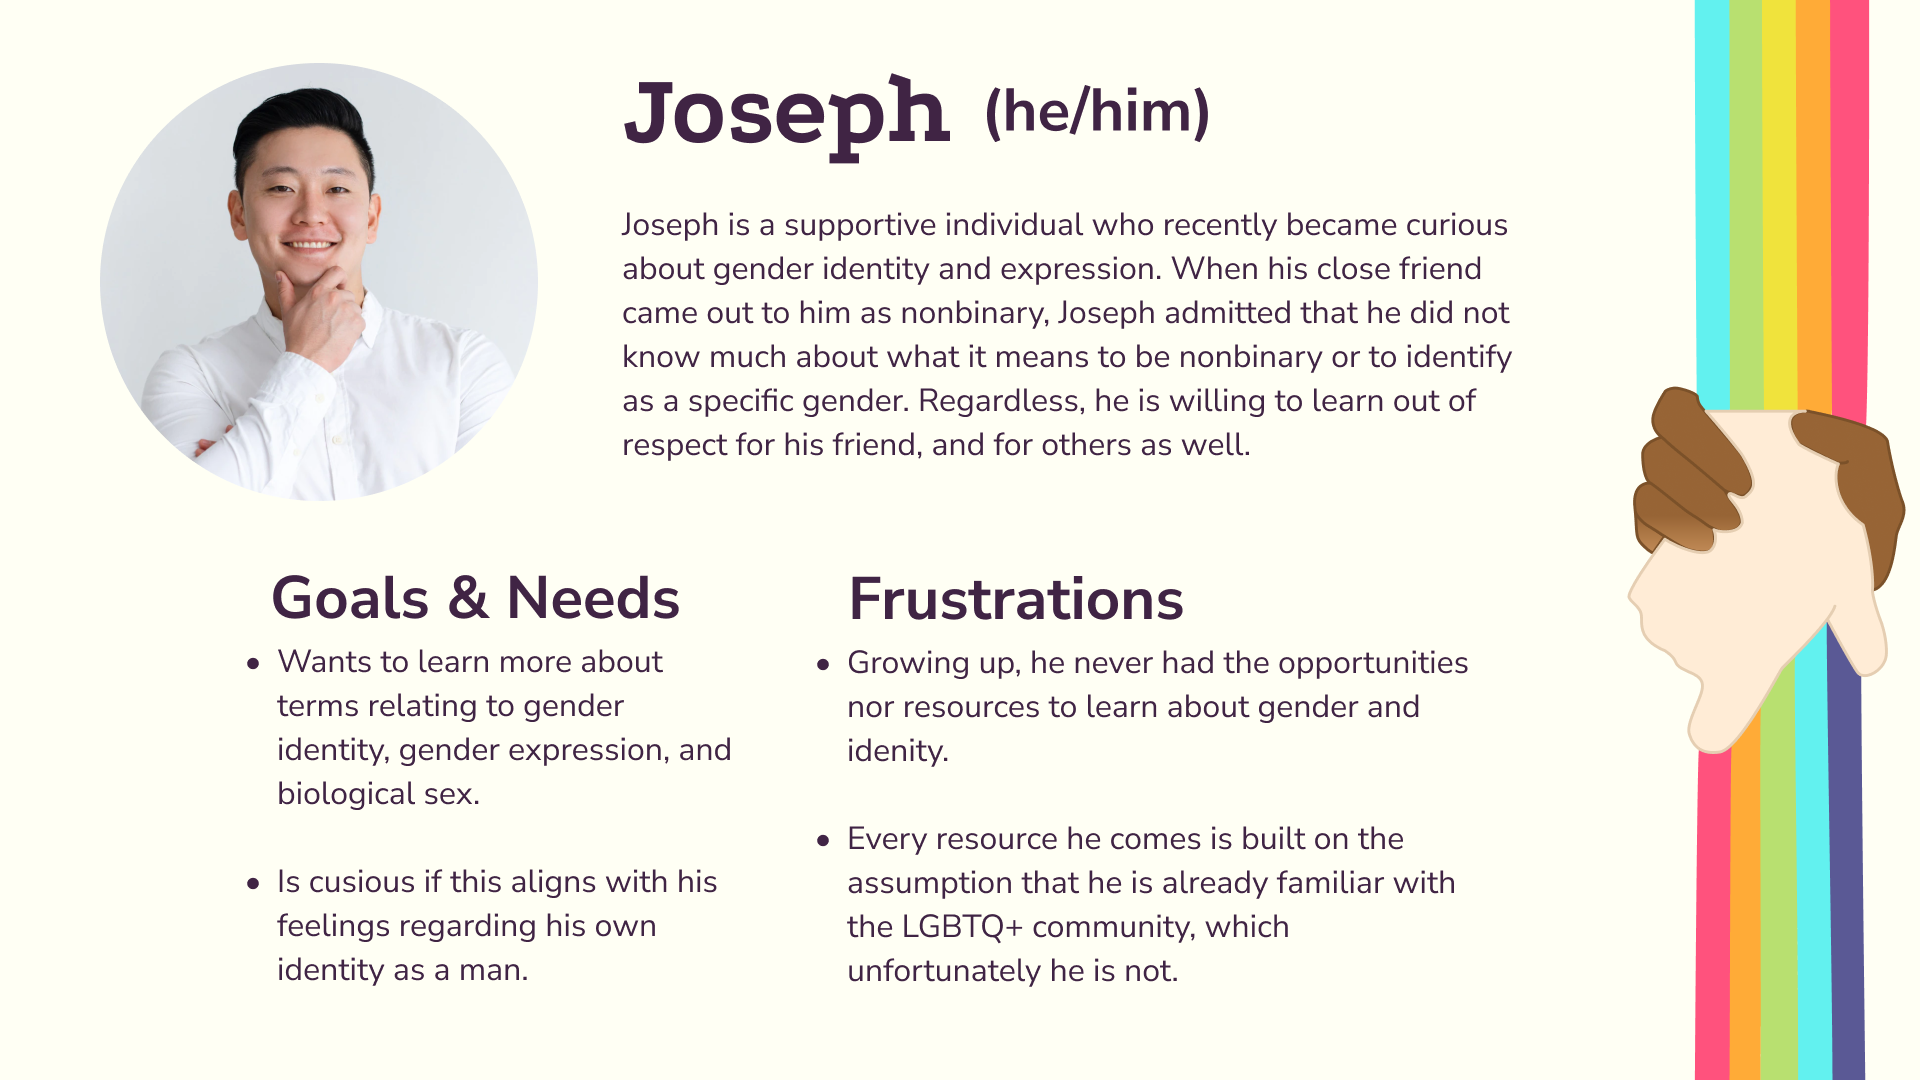 Joseph (he/him)
Joseph is a supportive individual who recently became curious
about gender identity and expression. When his close friend
came out to him as nonbinary, Joseph admitted that he did not
know much about what it means to be nonbinary or to identify
as a specific gender. Regardless, he is willing to learn out of
respect for his friend, and for others as well.
Goals & Needs
• Wants to learn more about
terms relating to gender
identity, gender expression, and
biological sex.
• Is cusious if this aligns with his
feelings regarding his own
identity as a man.
Frustrations
• Growing up, he never had the opportunities
nor resources to learn about gender and
idenity.
• Every resource he comes is built on the
assumption that he is already familiar with
the LGBTQ+ community, which
unfortunately he is not.